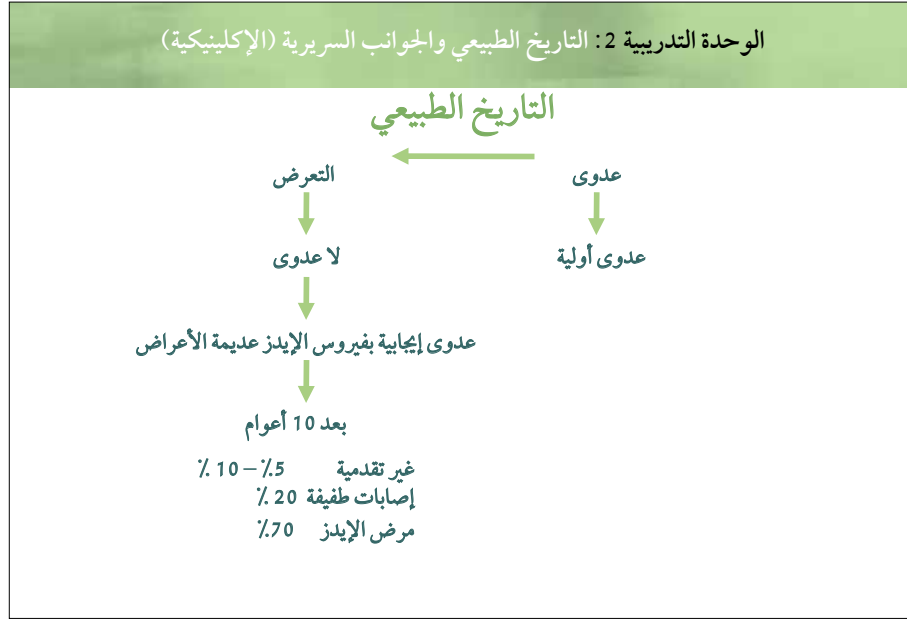 الوحدة التدريبية 2: التاريخ الطبيعي والجوانب السريرية (الإكلينيكية)
التاريخ الطبيعي
عدوى
التعرض
عدوى أولية
لا عدوى
عدوى إيجابية بفيروس الإيدز عديمة الأعراض
بعد 10 أعوام
غير تقدمية 5٪ – 10 ٪
إصابات طفيفة 20 ٪
مرض الإيدز 70٪